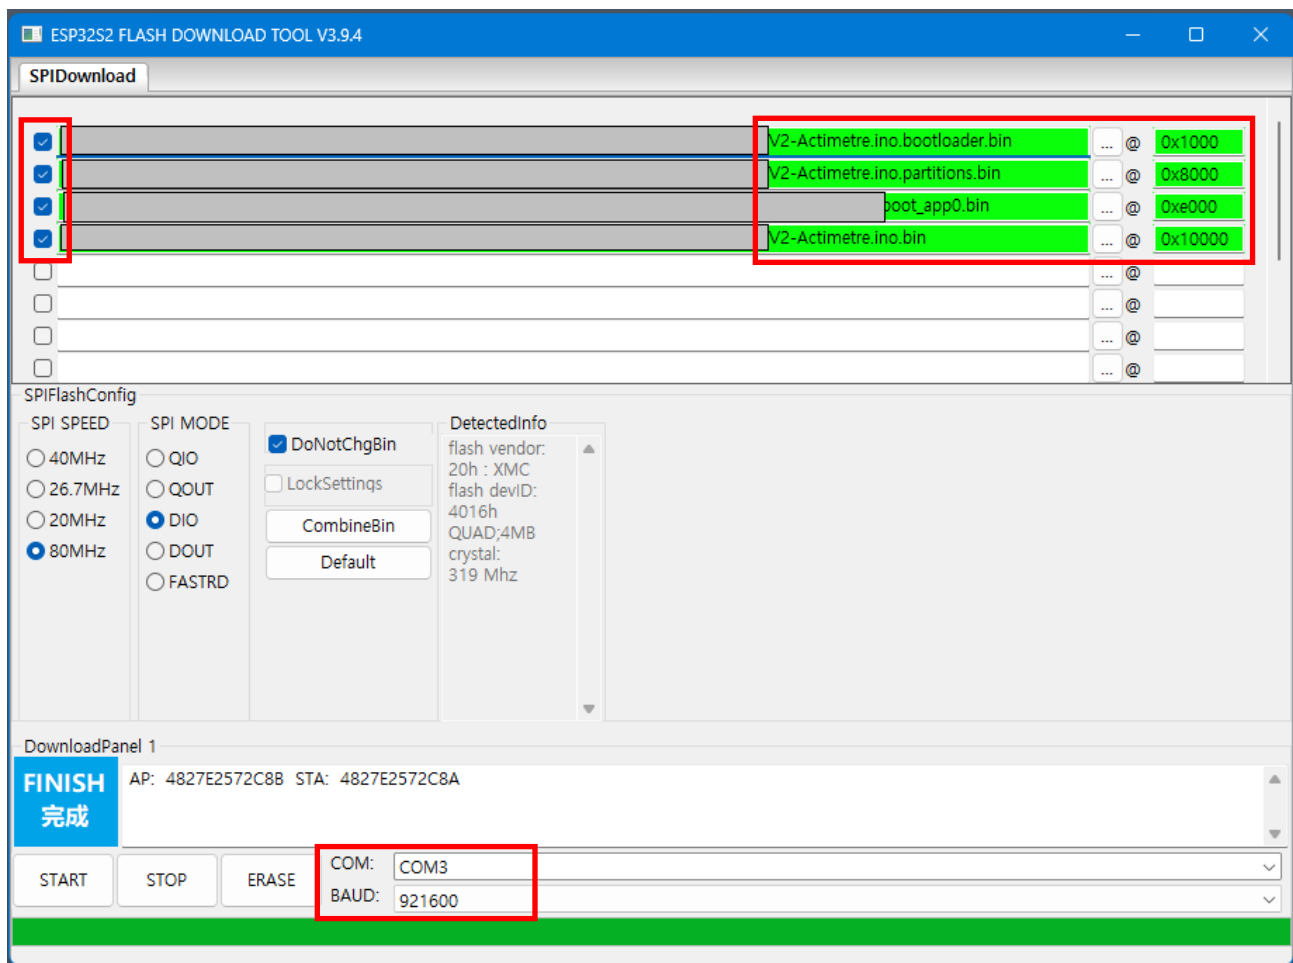 ESP32S2 FLASH DOWNLOAD TOOL V3.9.4
SPIDownload
V2-Actimetre.ino.bootloader.bin ... @ 0x1000
V2-Actimetre.ino.partitions.bin ... @ 0x8000
boot_app0.bin ... @ 0xe000
V2-Actimetre.ino.bin ... @ 0x10000
... @
... @
... @
... @
SPIFlashConfig
SPI SPEED
40MHz
26.7MHz
20MHz
80MHz
SPI MODE
QIO
QOUT
DIO
DOUT
FASTRD
DoNotChgBin
LockSettings
CombineBin
Default
DetectedInfo
flash vendor:
20h : XMC
flash devID:
4016h
QUAD;4MB
crystal:
319 Mhz
DownloadPanel 1
FINISH
完成
AP: 4827E2572C8B STA: 4827E2572C8A
START STOP ERASE
COM: COM3
BAUD: 921600